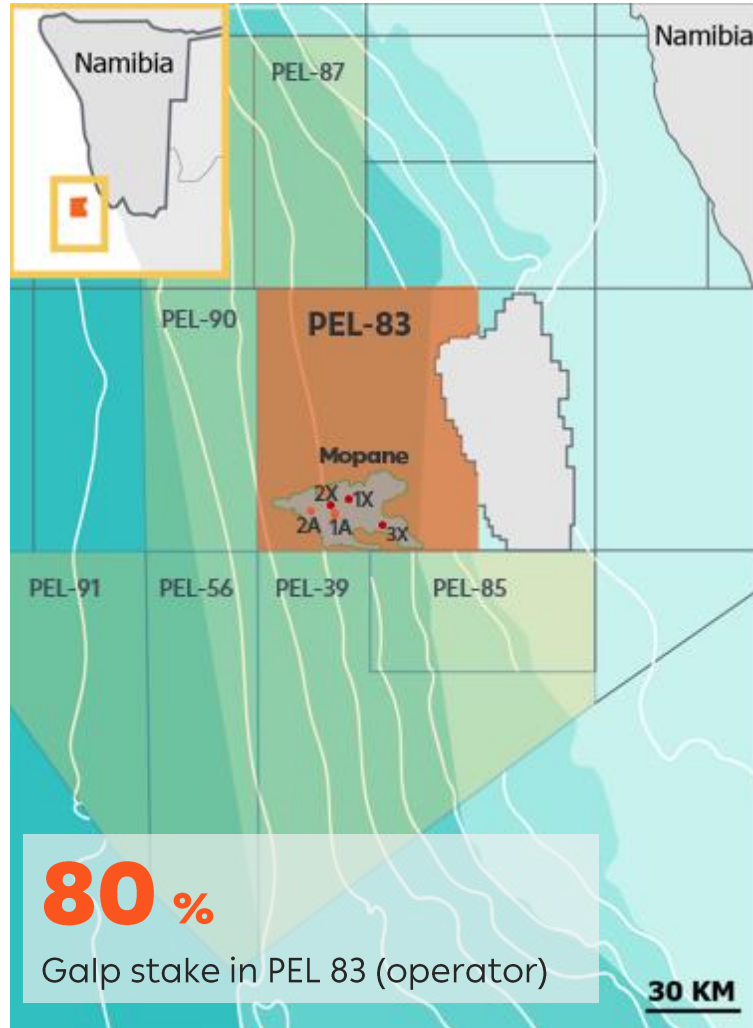 Namibia
Namibia
PEL-87
PEL-90
PEL-83
Mopane
2X
1X
2A
1A
3X
PEL-91
PEL-56
PEL-39
PEL-85
80 %
Galp stake in PEL 83 (operator)
30 KM